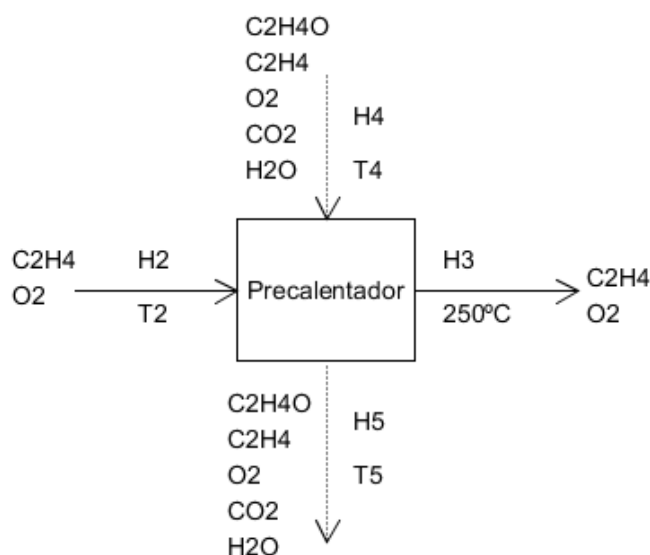 C2H4O
C2H4
O2
CO2
H2O
H4
T4
C2H4
O2
H2
T2
Precalentador
H3
250ºC
C2H4
O2
C2H4O
C2H4
O2
CO2
H2O
H5
T5